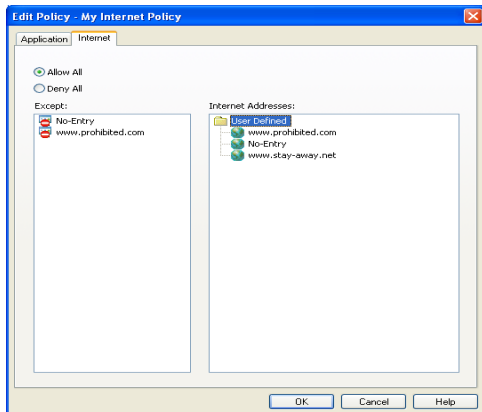 Edit Policy - My Internet Policy
Application Internet
Allow All
Deny All
Except:
No-Entry
www.prohibited.com
Internet Addresses:
User Defined
www.prohibited.com
No-Entry
www.stay-away.net
OK Cancel Help